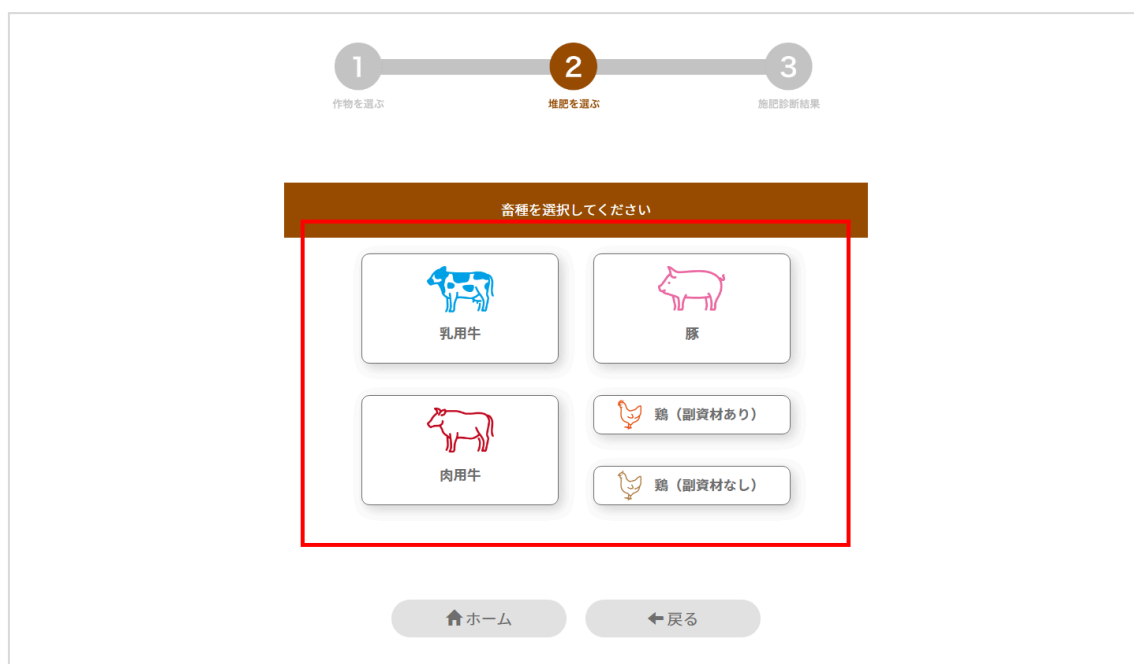 1
2
3
作物を選ぶ
堆肥を選ぶ
施肥診断結果
畜種を選択してください
乳用牛
豚
肉用牛
鶏（副資材あり）
鶏（副資材なし）
ホーム
戻る